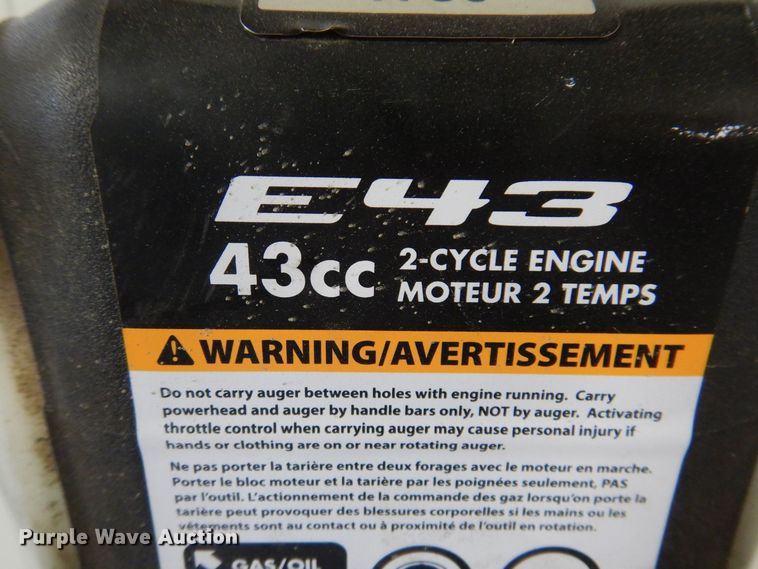 E43
43cc
2-CYCLE ENGINE
MOTEUR 2 TEMPS
WARNING/AVERTISSEMENT
- Do not carry auger between holes with engine running. Carry
powerhead and auger by handle bars only, NOT by auger. Activating
throttle control when carrying auger may cause personal injury if
hands or clothing are on or near rotating auger.
Ne pas porter la tarière entre deux forages avec le moteur en marche.
Porter le bloc moteur et la tarière par les poignées seulement, PAS
par l'outil. L'actionnement de la commande des gaz lorsqu'on porte la
tarière peut provoquer des blessures corporelles si les mains ou les
vêtements sont au contact ou à proximité de l'outil en rotation.
GAS/OIL
Purple Wave Auction